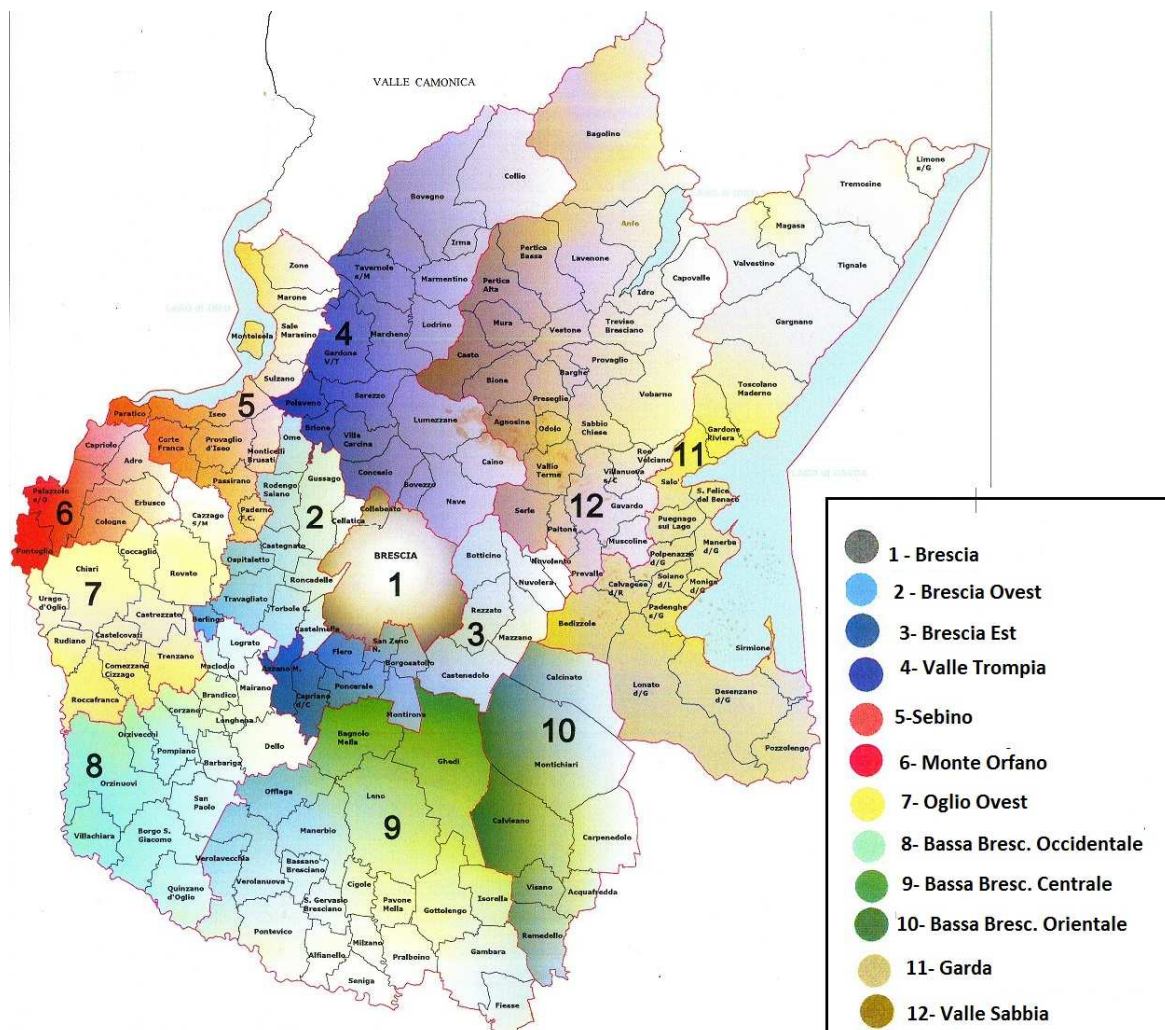 VALLE CAMONICA
Bagolino
Limone
s/G
Tremosine
Collio
Bovegno
Magasa
Anfo
Irma
Pertica
Bassa
Lavenone
Zone
Tavernole
s/M
Marmentino
Capovalle
Valvestino
Tignale
Pertica
Alta
Idro
Marone
Monteisola
Sale
Marasino
4
Gardone
V/T
Marcheno
Lodrino
Mura
Vestone
Treviso
Bresciano
Gargnano
Casto
Provaglio
Barghe
Bione
Sulzano
Toscolano
Maderno
Sarezzo
Polaveno
Preseglie
Vobarno
5
Paratico
Iseo
Lumezzane
Agnosine
Odolo
Sabbio
Chiese
Gardone
Riviera
Brione
Villa
Carcina
Ome
Capriolo
Corte
Franca
Provaglio
d'Iseo
Monticelli
Brusati
Adro
Roe'
Volciano
11
Concesio
Caino
Vallio
Terme
Villanuova
s/C
Salo'
Gussago
Bovezzo
Nave
S. Felice
del Benaco
Palazzolo
s/O
Passirano
Rodengo
Saiano
6
Erbusco
Cologne
Cazzago
S/M
Paderno
F.C.
2
Cellatica
Collebeato
Serle
12
Gavardo
Paitone
Puegnago
sul Lago
Manerba
d/G
Muscoline
Pontoglio
Coccaglio
Castegnato
BRESCIA
1
Botticino
Nuvolento
Nuvolera
Prevalle
Polpenazze
d/G
Soiano
d/L
Moniga
d/G
Calvagese
d/R
Padenghe
s/G
Chiari
7
Rovato
Ospitaletto
Roncadelle
Rezzato
3
Mazzano
Bedizzole
Urago
d'Oglio
Travagliato
Torbole C.
Castrezzato
Berlingo
Castelmella
San Zeno
N.
Rudiano
Castelcovati
Lograto
Sirmione
Trenzano
Maclodio
Flero
Borgosatollo
Comezzano
Cizzago
Azzano M.
Castenedolo
Calcinato
Lonato
d/G
Desenzano
d/G
Roccafranca
Brandico
Mairano
Capriano
d/C
Poncarale
Montirone
Corzano
Longhena
10
Orzivecchi
Pompiano
Dello
Bagnolo
Mella
Ghedi
Montichiari
Pozzolengo
Barbariga
8
Orzinuovi
Offlaga
Leno
San
Paolo
9
Calvisano
Villachiara
Borgo S.
Giacomo
Manerbio
Carpenedolo
Verolavecchia
Bassano
Bresciano
Verolanuova
Quinzano
d'Oglio
Cigole
S. Gervasio
Bresciano
Pavone
Mella
Gottolengo
Isorella
Visano
Acquafredda
Pontevico
Remedello
Alfianello
Milzano
Pralboino
Gambara
Seniga
Fiesse
1 - Brescia
2 - Brescia Ovest
3- Brescia Est
4- Valle Trompia
5-Sebino
6- Monte Orfano
7- Oglio Ovest
8- Bassa Bresc. Occidentale
9- Bassa Bresc. Centrale
10- Bassa Bresc. Orientale
11- Garda
12- Valle Sabbia